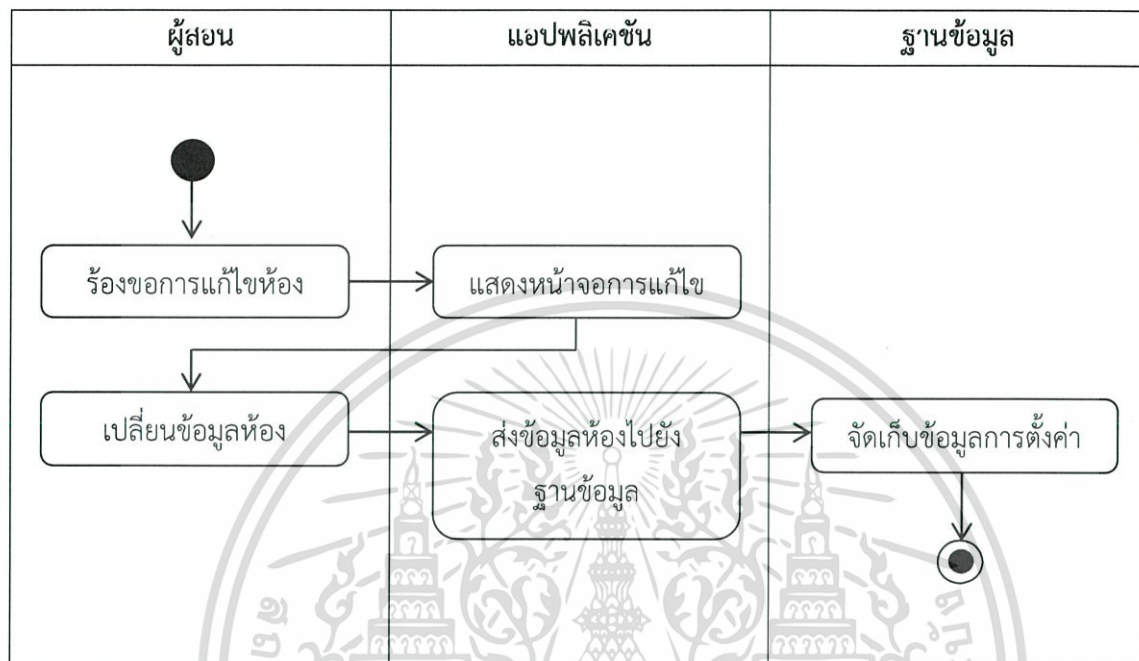 ผู้สอน
แอปพลิเคชัน
ฐานข้อมูล
ร้องขอการแก้ไขห้อง
แสดงหน้าจอการแก้ไข
เปลี่ยนข้อมูลห้อง
ส่งข้อมูลห้องไปยัง
ฐานข้อมูล
จัดเก็บข้อมูลการตั้งค่า